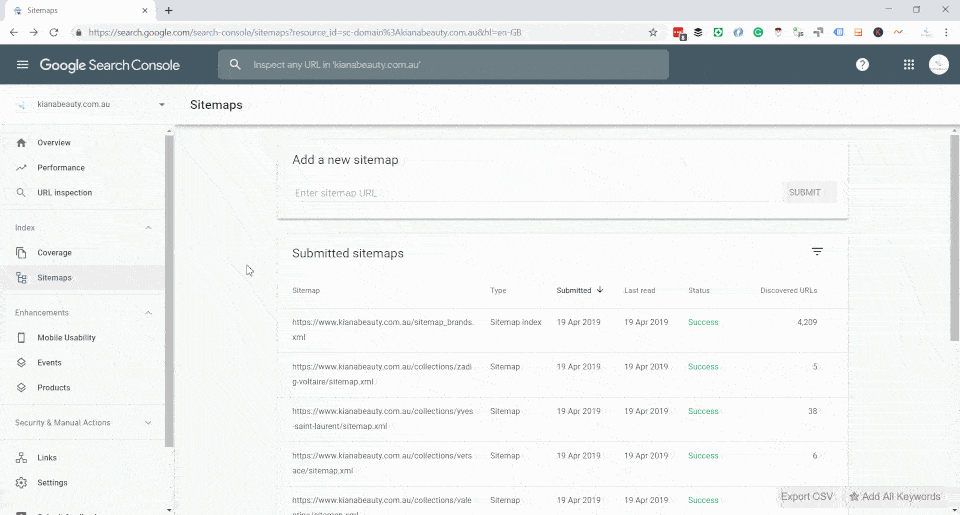 Sitemaps
https://search.google.com/search-console/sitemaps?resource_id=sc-domain%3Akianabeauty.com.au&hl=en-GB
Google Search Console
Inspect any URL in 'kianabeauty.com.au'
kianabeauty.com.au
Sitemaps
Overview
Performance
URL inspection
Index
Coverage
Sitemaps
Enhancements
Mobile Usability
Events
Products
Security & Manual Actions
Links
Settings
Add a new sitemap
Enter sitemap URL
SUBMIT
Submitted sitemaps
Sitemap Type Submitted Last read Status Discovered URLs
https://www.kianabeauty.com.au/sitemap_brands. Sitemap index 19 Apr 2019 19 Apr 2019 Success 4,209
xml
https://www.kianabeauty.com.au/collections/zadi Sitemap 19 Apr 2019 19 Apr 2019 Success 5
g-voltaire/sitemap.xml
https://www.kianabeauty.com.au/collections/yves Sitemap 19 Apr 2019 19 Apr 2019 Success 38
-saint-laurent/sitemap.xml
https://www.kianabeauty.com.au/collections/vers Sitemap 19 Apr 2019 19 Apr 2019 Success 6
ace/sitemap.xml
https://www.kianabeauty.com.au/collections/vale Sitemap 19 Apr 2019 19 Apr 2019 Success
Export CSV Add All Keywords